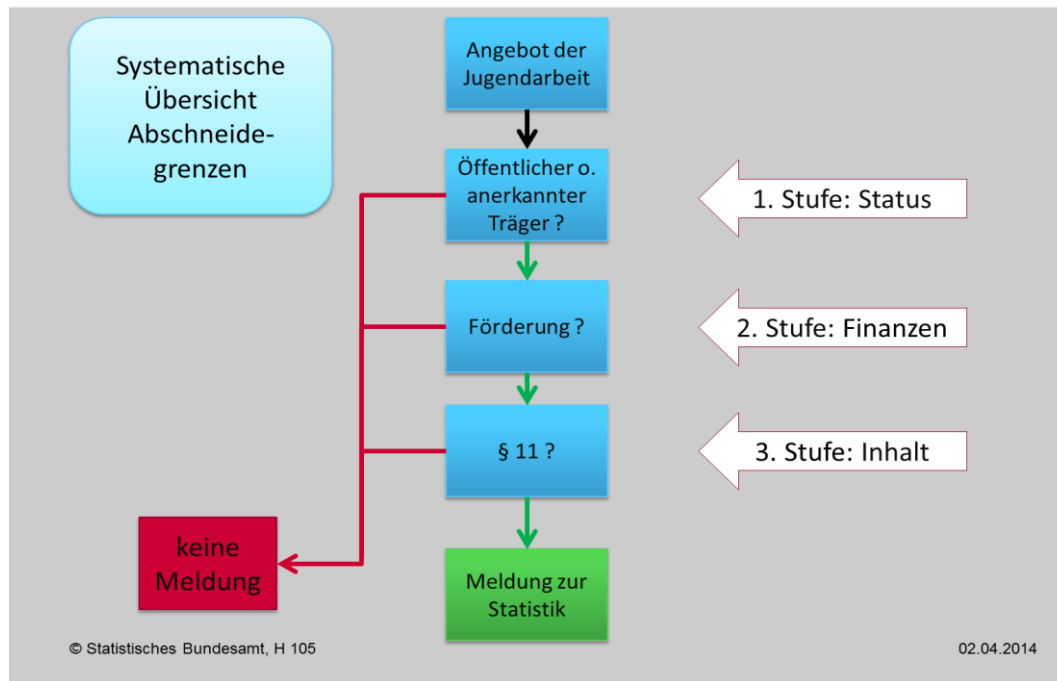 Systematische
Übersicht
Abschneide-
grenzen
Angebot der
Jugendarbeit
Öffentlicher o.
anerkannter
Träger ?
1. Stufe: Status
Förderung ?
2. Stufe: Finanzen
§ 11 ?
3. Stufe: Inhalt
keine
Meldung
Meldung zur
Statistik
© Statistisches Bundesamt, H 105
02.04.2014